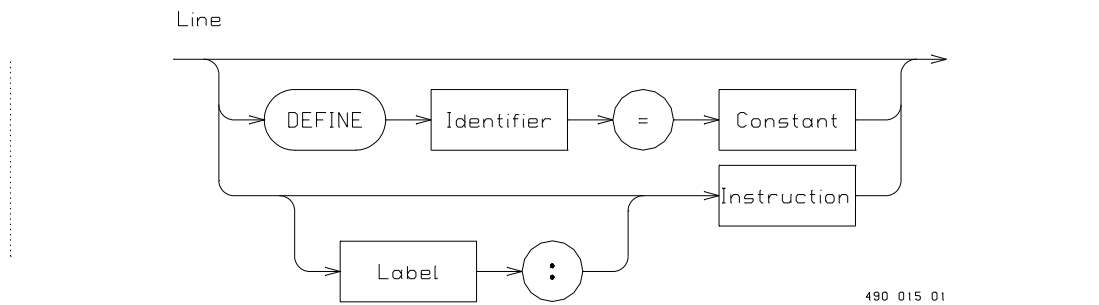 Line
DEFINE Identifier = Constant
Instruction
Label :
490 015 01